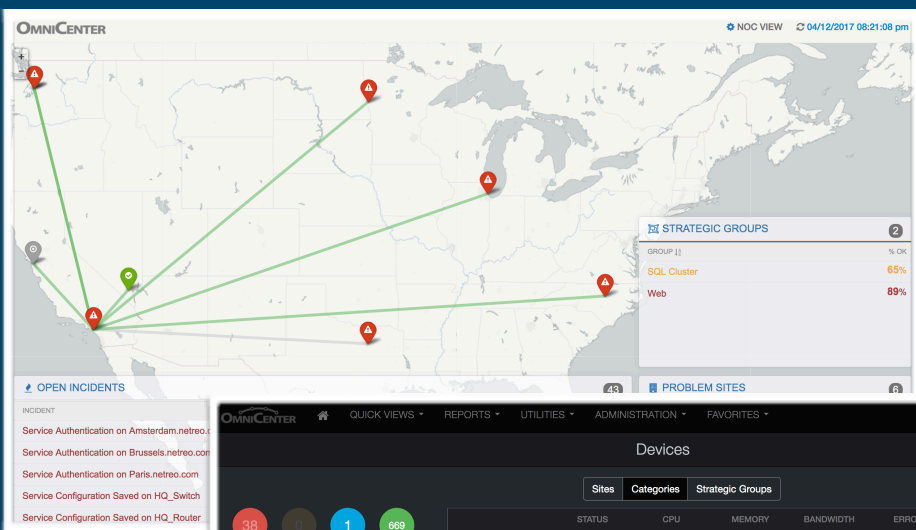 OMNICENTER
NOC VIEW 04/12/2017 08:21:08 pm
+
−
STRATEGIC GROUPS 2
GROUP % OK
SQL Cluster 65%
Web 89%
OPEN INCIDENTS 43
PROBLEM SITES 6
INCIDENT
Service Authentication on Amsterdam.netreo.c
Service Authentication on Brussels.netreo.com
Service Authentication on Paris.netreo.com
Service Configuration Saved on HQ_Switch
Service Configuration Saved on HQ_Router
OMNICENTER QUICK VIEWS REPORTS UTILITIES ADMINISTRATION FAVORITES
Devices
Sites Categories Strategic Groups
38 0 1 669
STATUS CPU MEMORY BANDWIDTH ERRO